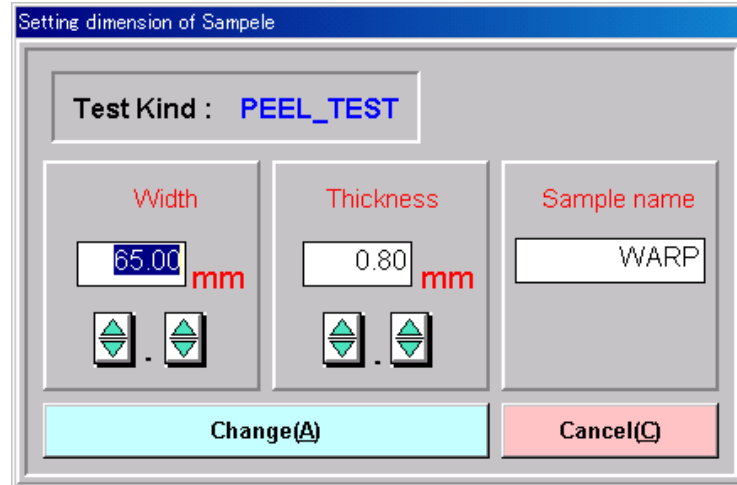 Setting dimension of Sampele
Test Kind : PEEL_TEST
Width
65.00 mm
.
Thickness
0.80 mm
.
Sample name
WARP
Change(A)
Cancel(C)